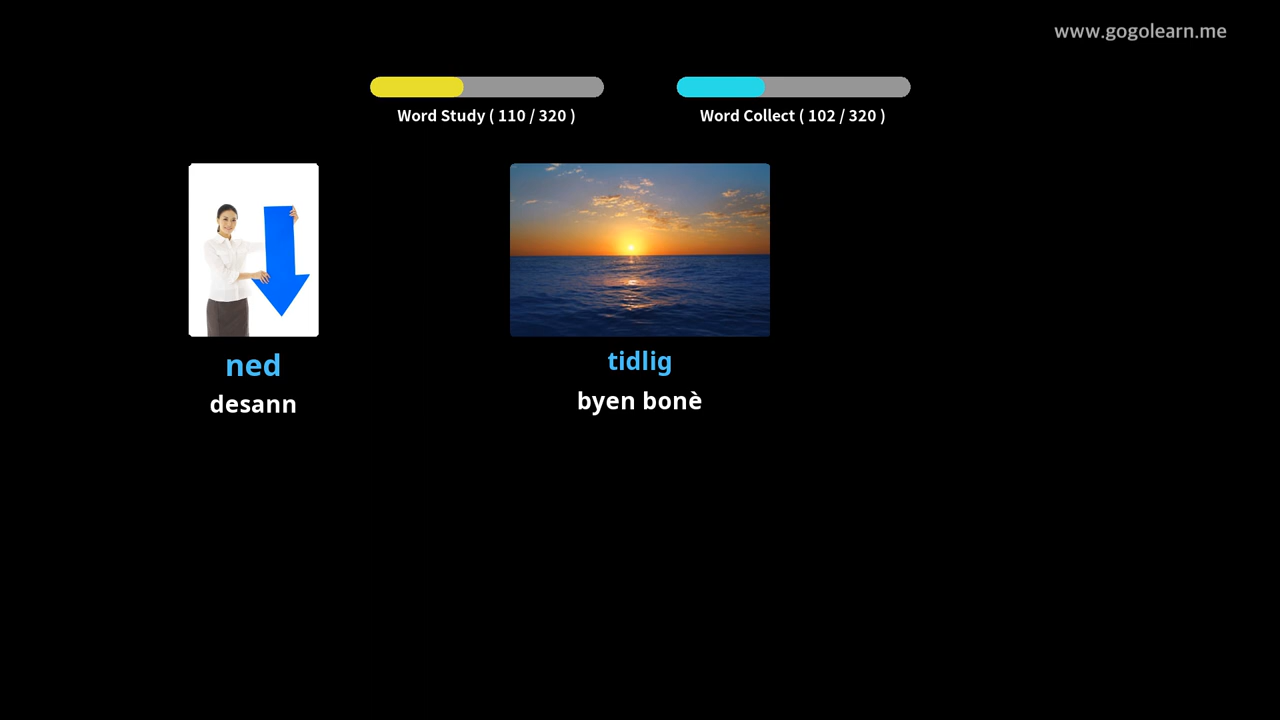 www.gogolearn.me
Word Study ( 110 / 320 )
Word Collect ( 102 / 320 )
ned
desann
tidlig
byen bonè